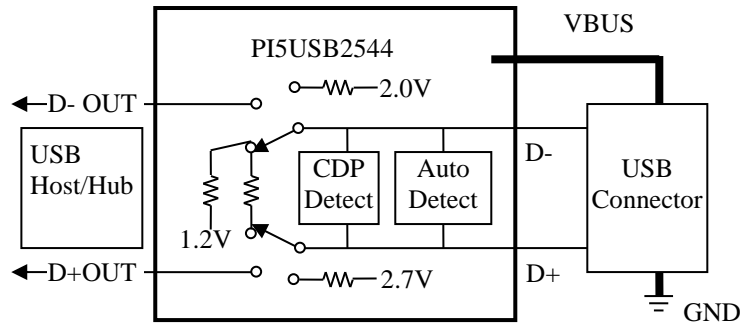 VBUS
PI5USB2544
2.0V
D- OUT
USB
Host/Hub
CDP
Detect
Auto
Detect
D-
USB
Connector
1.2V
D+OUT
2.7V
D+
GND